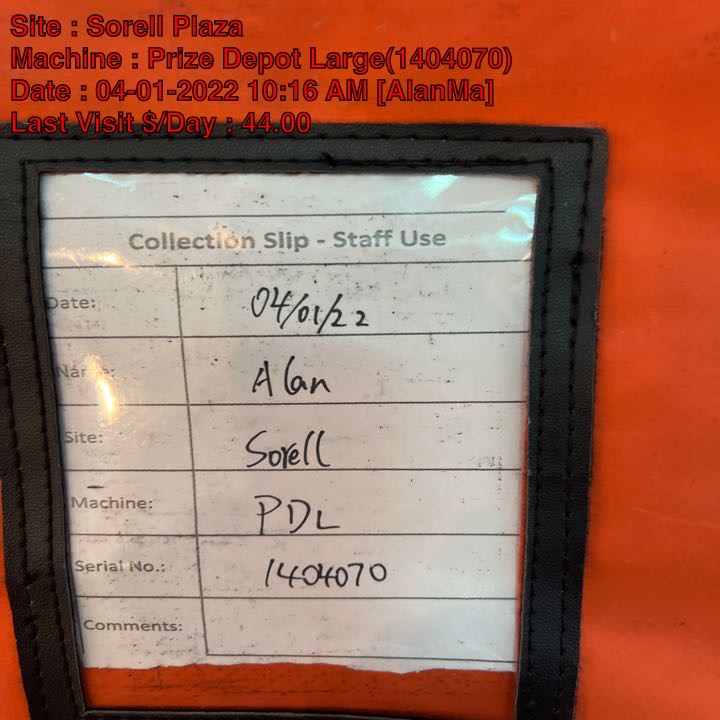 Site : Sorell Plaza
Machine : Prize Depot Large(1404070)
Date : 04-01-2022 10:16 AM [AlanMa]
Last Visit $/Day : 44.00
Collection Slip - Staff Use
Date: 04/01/22
Name: Alan
Site: Sorell
Machine: PDL
Serial No.: 1404070
Comments: